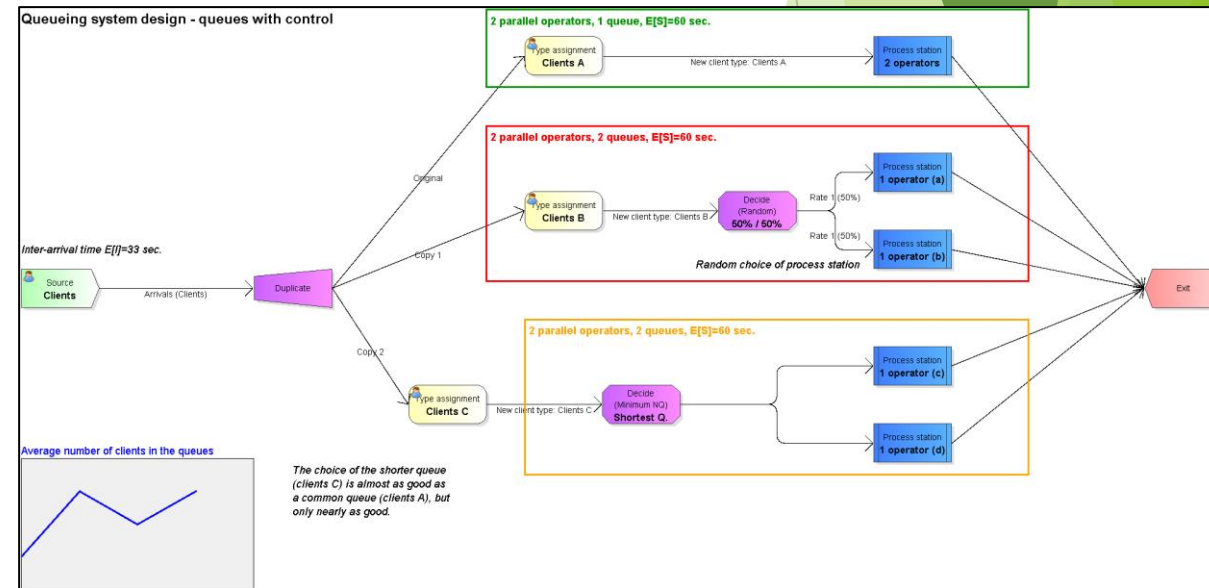 Queueing system design - queues with control
2 parallel operators, 1 queue, E[S]=60 sec.
Type assignment
Clients A
New client type: Clients A
Process station
2 operators
2 parallel operators, 2 queues, E[S]=60 sec.
Original
Type assignment
Clients B
New client type: Clients B
Decide
(Random)
50% / 50%
Rate 1 (50%)
Rate 1 (50%)
Process station
1 operator (a)
Process station
1 operator (b)
Random choice of process station
Copy 1
Inter-arrival time E[I]=33 sec.
Source
Clients
Arrivals (Clients)
Duplicate
Exit
Copy 2
2 parallel operators, 2 queues, E[S]=60 sec.
Type assignment
Clients C
New client type: Clients C
Decide
(Minimum NQ)
Shortest Q.
Process station
1 operator (c)
Process station
1 operator (d)
Average number of clients in the queues
The choice of the shorter queue
(clients C) is almost as good as
a common queue (clients A), but
only nearly as good.